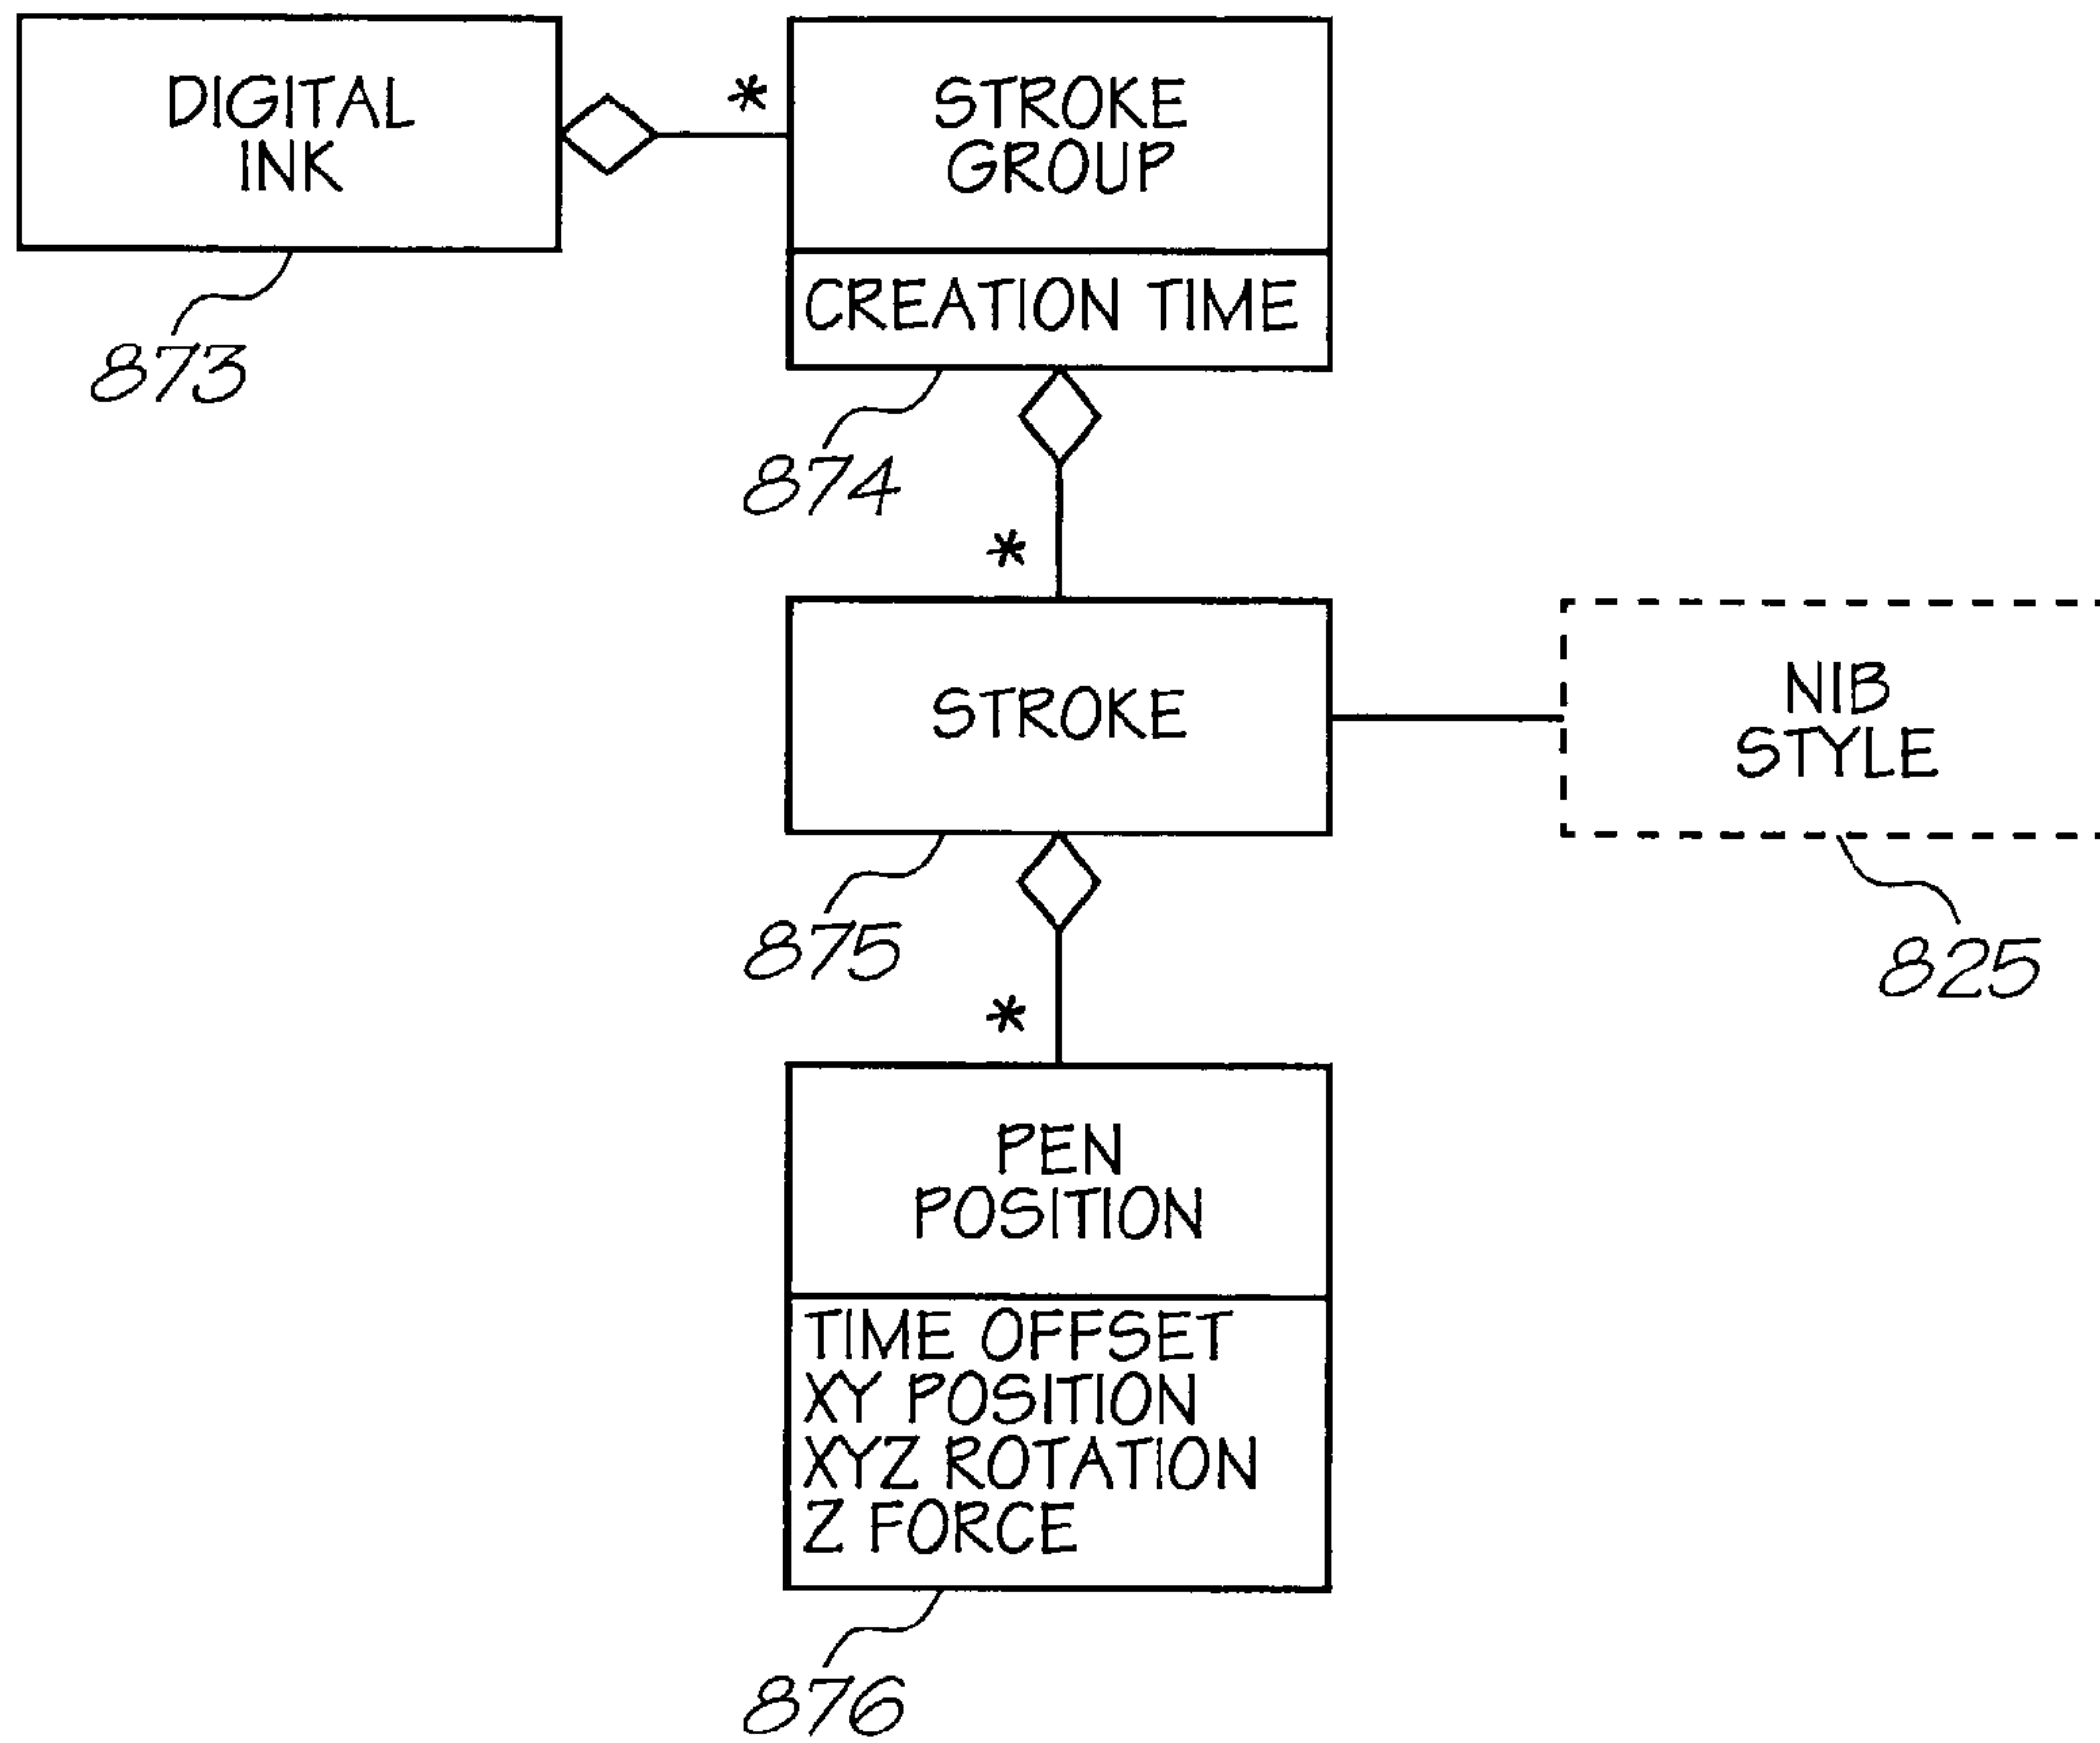 DIGITAL
INK
873
*
STROKE
GROUP
CREATION TIME
874
*
STROKE
875
NIB
STYLE
825
*
PEN
POSITION
TIME OFFSET
XY POSITION
XYZ ROTATION
Z FORCE
876